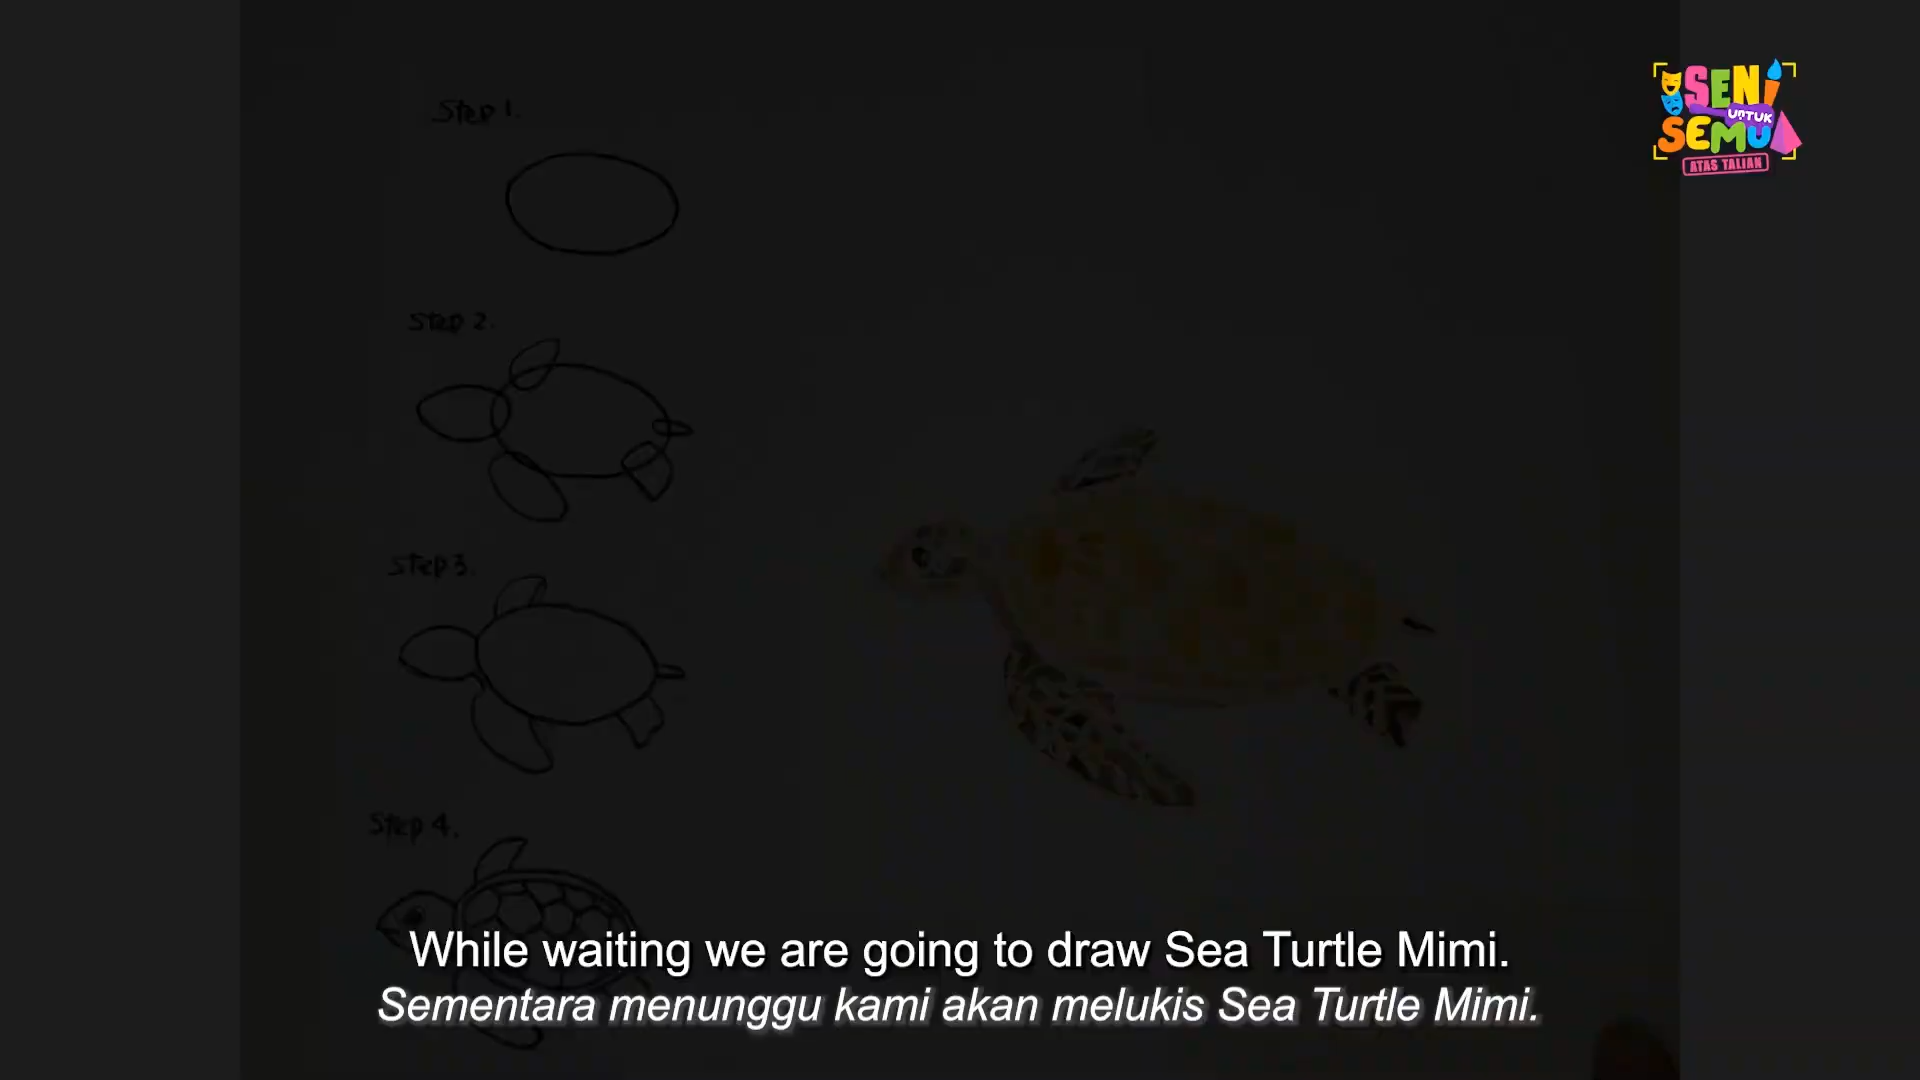 SENI
UNTUK
SEMUA
ATAS TALIAN
Step 1.
Step 2.
Step 3.
Step 4.
While waiting we are going to draw Sea Turtle Mimi.
Sementara menunggu kami akan melukis Sea Turtle Mimi.